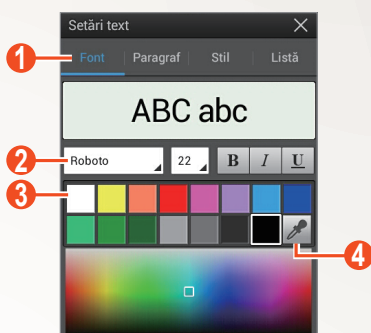 Setări text
1 Font Paragraf Stil Listă
ABC abc
2 Roboto 22 B I U
3
4